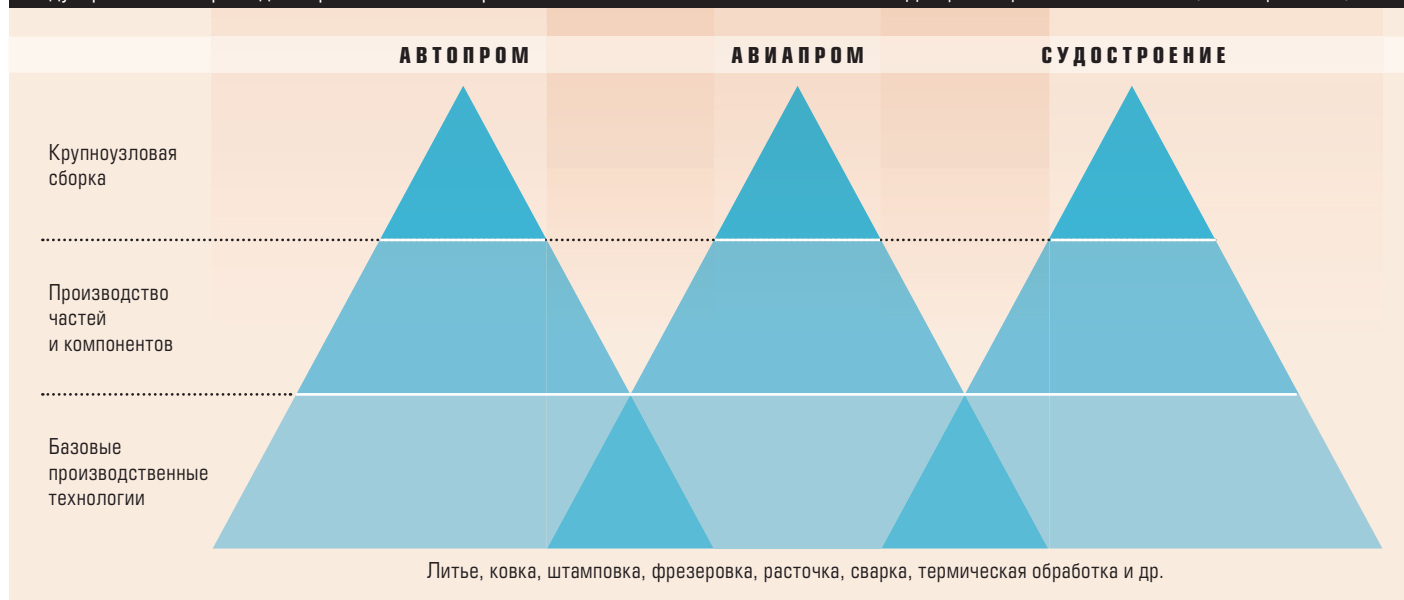 АВТОПРОМ
АВИАПРОМ
СУДОСТРОЕНИЕ
Крупноузловая
сборка
Производство
частей
и компонентов
Базовые
производственные
технологии
Литье, ковка, штамповка, фрезеровка, расточка, сварка, термическая обработка и др.